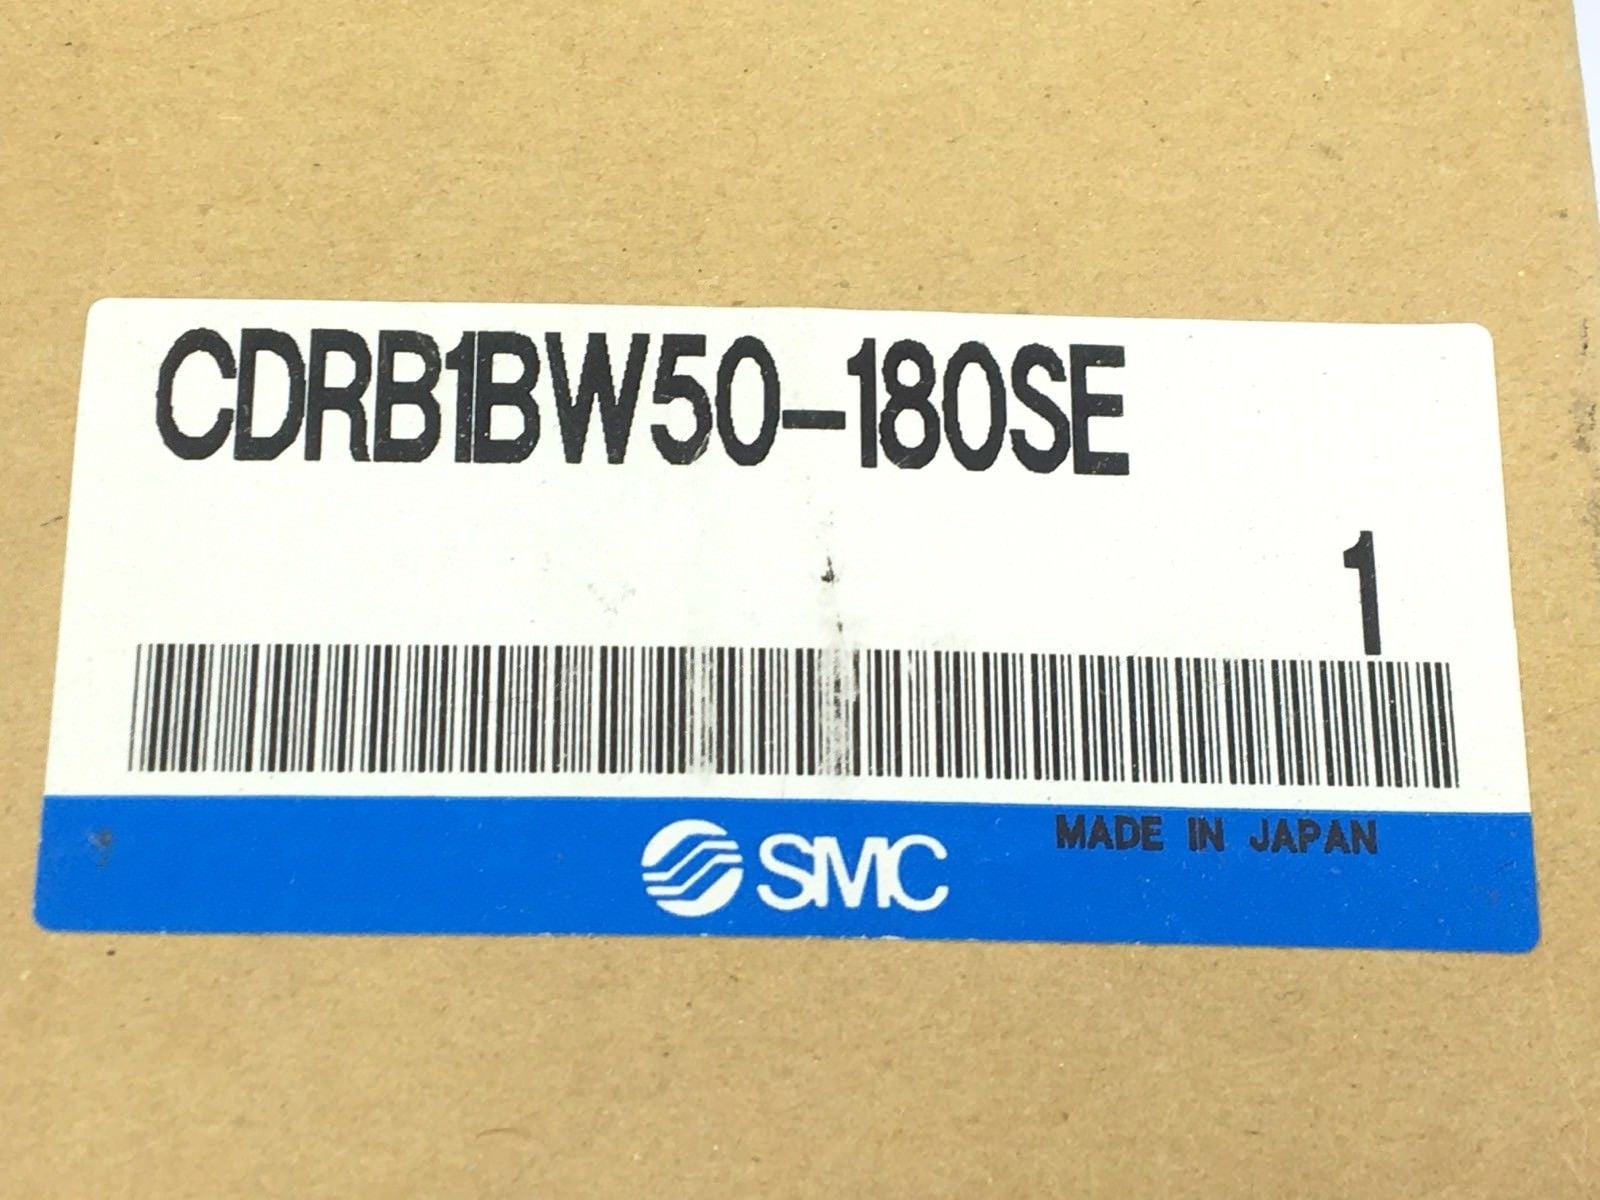 CDRB1BW50-180SE
1
SMC
MADE IN JAPAN